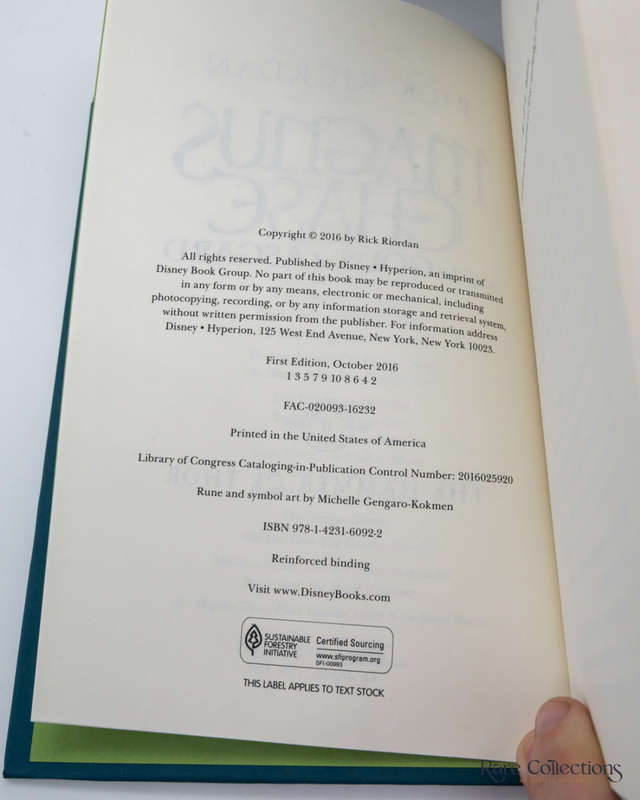 Copyright © 2016 by Rick Riordan
All rights reserved. Published by Disney • Hyperion, an imprint of
Disney Book Group. No part of this book may be reproduced or transmitted
in any form or by any means, electronic or mechanical, including
photocopying, recording, or by any information storage and retrieval system,
without written permission from the publisher. For information address
Disney • Hyperion, 125 West End Avenue, New York, New York 10023.
First Edition, October 2016
1 3 5 7 9 10 8 6 4 2
FAC-020093-16232
Printed in the United States of America
Library of Congress Cataloging-in-Publication Control Number: 2016025920
Rune and symbol art by Michelle Gengaro-Kokmen
ISBN 978-1-4231-6092-2
Reinforced binding
Visit www.DisneyBooks.com
SUSTAINABLE
FORESTRY
INITIATIVE
Certified Sourcing
www.sfiprogram.org
SFI-00993
THIS LABEL APPLIES TO TEXT STOCK
Rare Collections